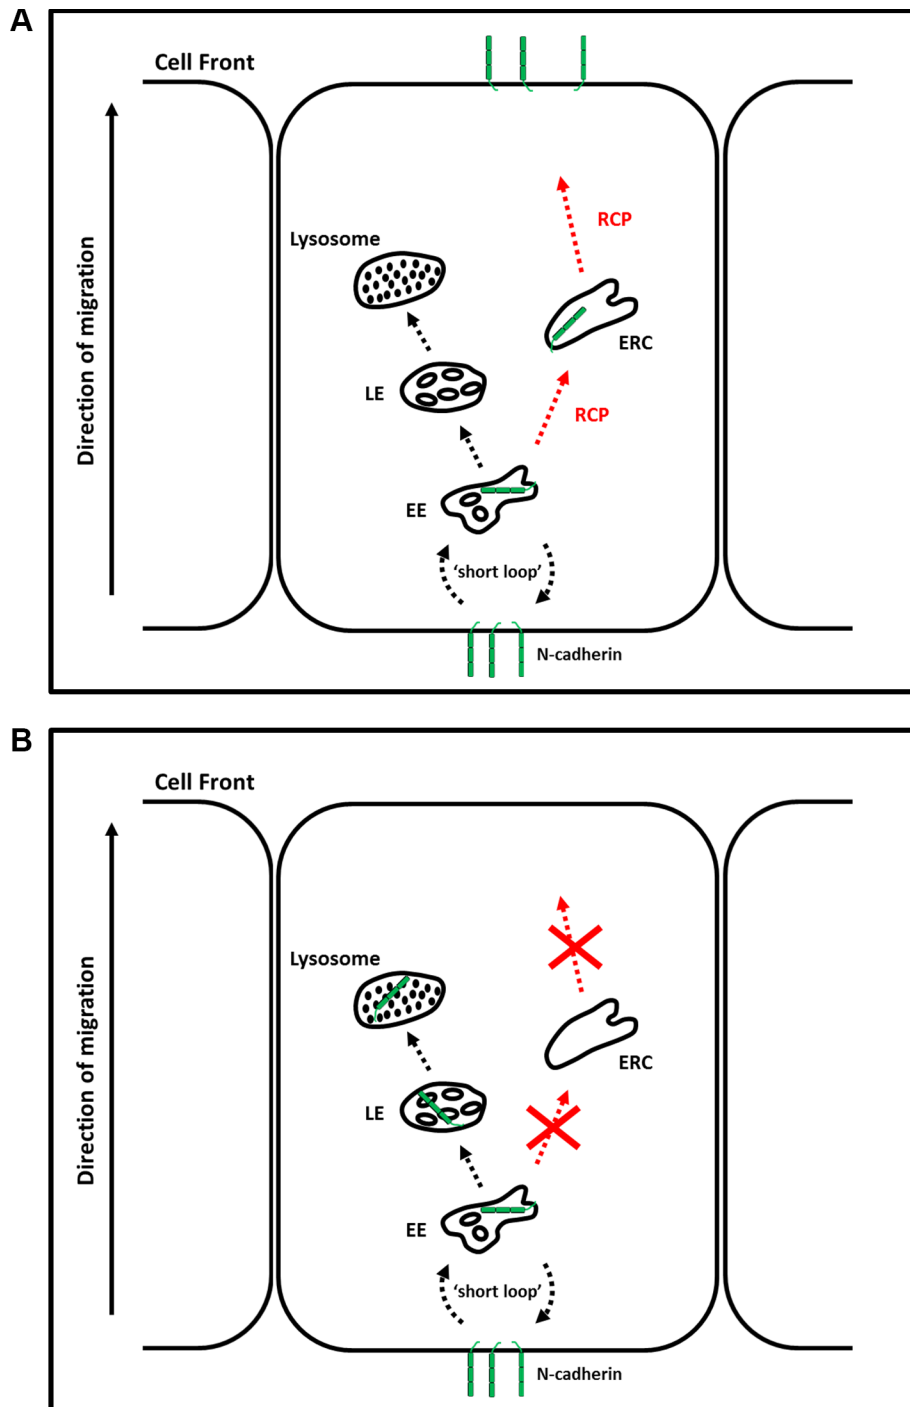 A
Cell Front
RCP
Lysosome
ERC
LE
RCP
EE
'short loop'
N-cadherin
Direction of migration
B
Cell Front
Lysosome
ERC
LE
EE
'short loop'
N-cadherin
Direction of migration